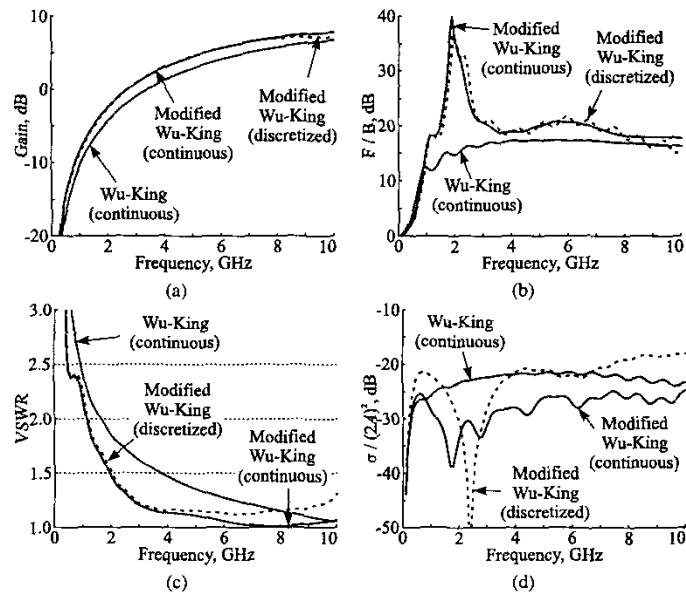 10
0
-10
-20
Gain, dB
Modified
Wu-King
(continuous)
Modified
Wu-King
(discretized)
Wu-King
(continuous)
0 2 4 6 8 10
Frequency, GHz
(a)
40
30
20
10
0
F / B, dB
Modified
Wu-King
(continuous)
Modified
Wu-King
(discretized)
Wu-King
(continuous)
0 2 4 6 8 10
Frequency, GHz
(b)
3.0
2.5
2.0
1.5
1.0
VSWR
Wu-King
(continuous)
Modified
Wu-King
(discretized)
Modified
Wu-King
(continuous)
0 2 4 6 8 10
Frequency, GHz
(c)
-10
-20
-30
-40
-50
σ / (2A)², dB
Wu-King
(continuous)
Modified
Wu-King
(continuous)
Modified
Wu-King
(discretized)
0 2 4 6 8 10
Frequency, GHz
(d)